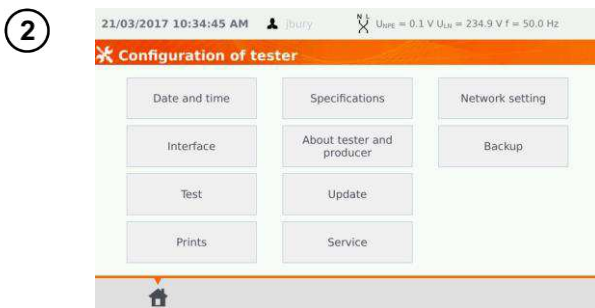 2
21/03/2017 10:34:45 AM jbury N L UNPE = 0.1 V ULN = 234.9 V f = 50.0 Hz
Configuration of tester
Date and time Specifications Network setting
Interface About tester and producer Backup
Test Update
Prints Service